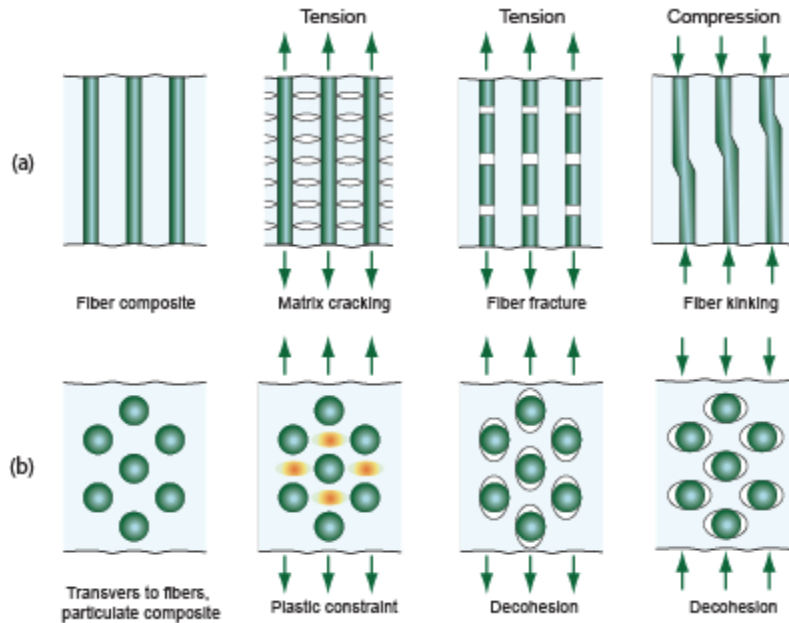 Tension
Tension
Compression
(a)
Fiber composite
Matrix cracking
Fiber fracture
Fiber kinking
(b)
Transvers to fibers,
particulate composite
Plastic constraint
Decohesion
Decohesion